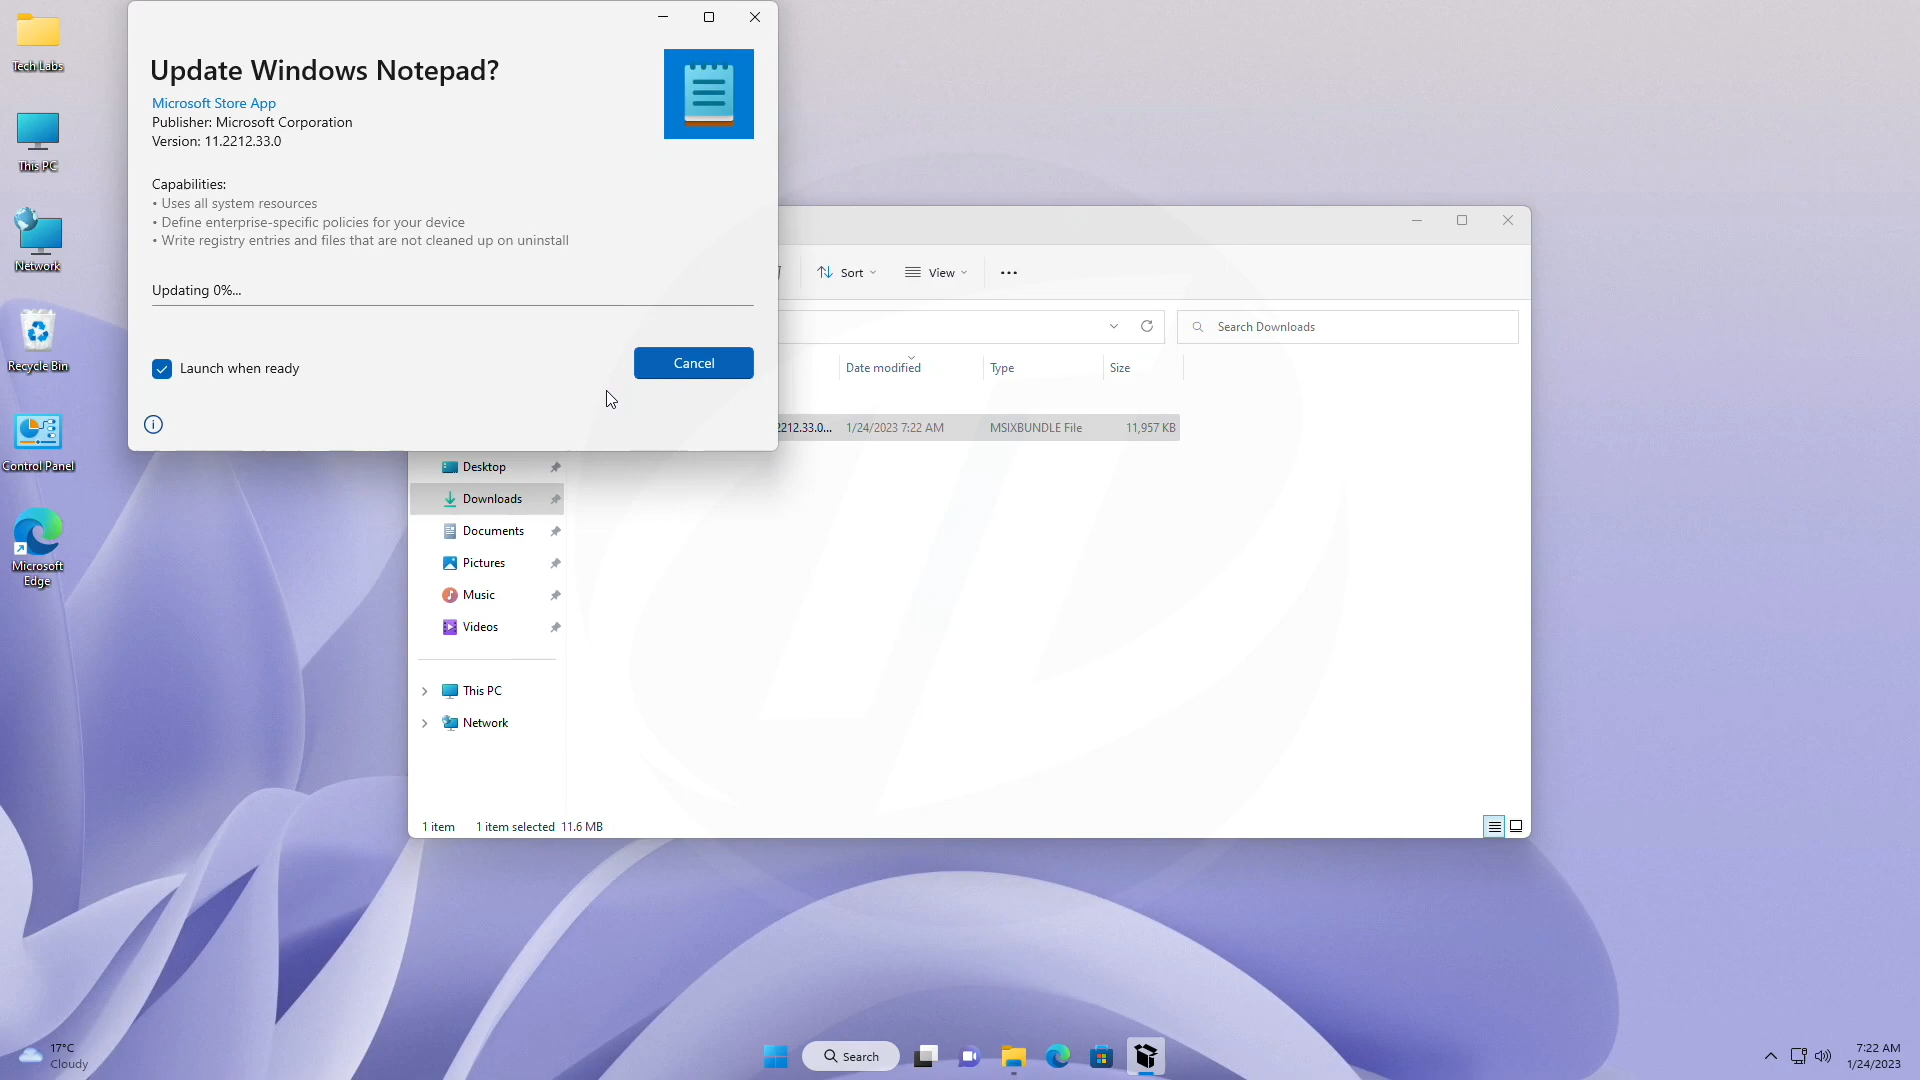 Tech Labs
This PC
Network
Recycle Bin
Control Panel
Microsoft
Edge
Update Windows Notepad?
Microsoft Store App
Publisher: Microsoft Corporation
Version: 11.2212.33.0
Capabilities:
• Uses all system resources
• Define enterprise-specific policies for your device
• Write registry entries and files that are not cleaned up on uninstall
Updating 0%...
Launch when ready
Cancel
Sort
View
Search Downloads
Date modified
Type
Size
2212.33.0...
1/24/2023 7:22 AM
MSIXBUNDLE File
11,957 KB
Desktop
Downloads
Documents
Pictures
Music
Videos
This PC
Network
1 item
1 item selected 11.6 MB
17°C
Cloudy
Search
7:22 AM
1/24/2023